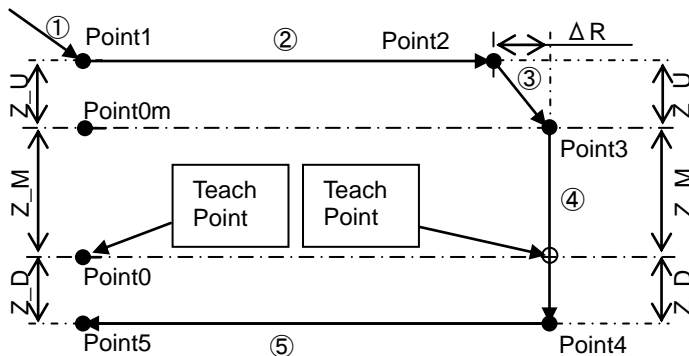 ①
Point1
②
Point2
ΔR
③
Z_U
Z_U
Point0m
Point3
Z_M
Teach
Point
Teach
Point
④
Z_M
Point0
Z_D
Z_D
Point5
⑤
Point4